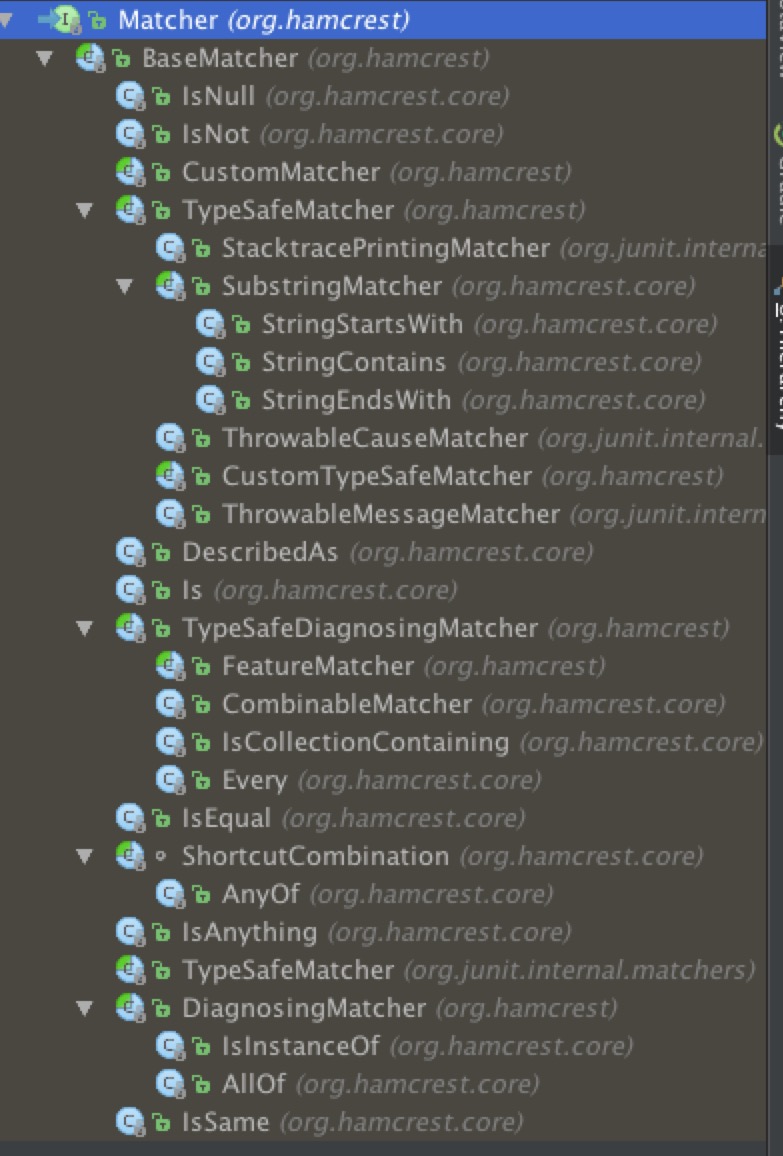 Matcher (org.hamcrest)
BaseMatcher (org.hamcrest)
IsNull (org.hamcrest.core)
IsNot (org.hamcrest.core)
CustomMatcher (org.hamcrest)
TypeSafeMatcher (org.hamcrest)
StacktracePrintingMatcher (org.junit.interna
SubstringMatcher (org.hamcrest.core)
StringStartsWith (org.hamcrest.core)
StringContains (org.hamcrest.core)
StringEndsWith (org.hamcrest.core)
ThrowableCauseMatcher (org.junit.internal.
CustomTypeSafeMatcher (org.hamcrest)
ThrowableMessageMatcher (org.junit.intern
DescribedAs (org.hamcrest.core)
Is (org.hamcrest.core)
TypeSafeDiagnosingMatcher (org.hamcrest)
FeatureMatcher (org.hamcrest)
CombinableMatcher (org.hamcrest.core)
IsCollectionContaining (org.hamcrest.core)
Every (org.hamcrest.core)
IsEqual (org.hamcrest.core)
ShortcutCombination (org.hamcrest.core)
AnyOf (org.hamcrest.core)
IsAnything (org.hamcrest.core)
TypeSafeMatcher (org.junit.internal.matchers)
DiagnosingMatcher (org.hamcrest)
IsInstanceOf (org.hamcrest.core)
AllOf (org.hamcrest.core)
IsSame (org.hamcrest.core)